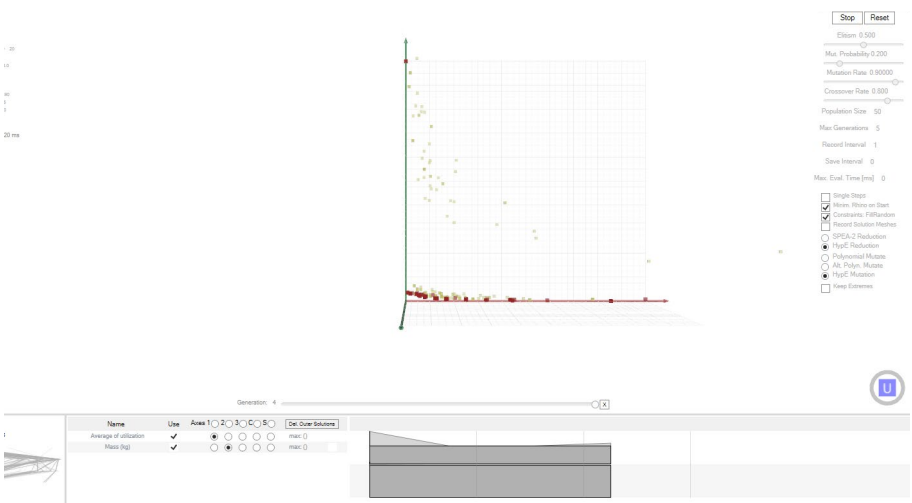 Stop Reset
Elitism 0.500
Mut. Probability 0.200
Mutation Rate 0.90000
Crossover Rate 0.800
Population Size 50
Max Generations 5
Record Interval 1
Save Interval 0
Max. Eval. Time [ms] 0
Single Steps
Minim. Rhino on Start
Constraints: FillRandom
Record Solution Meshes
SPEA-2 Reduction
HypE Reduction
Polynomial Mutate
Alt. Polyn. Mutate
HypE Mutation
Keep Extremes
20 ms
U
Generation: 4 X
Name Use Axes 1 2 3 C S Del. Outer Solutions
Average of utilization max: ()
Mass (kg) max: ()